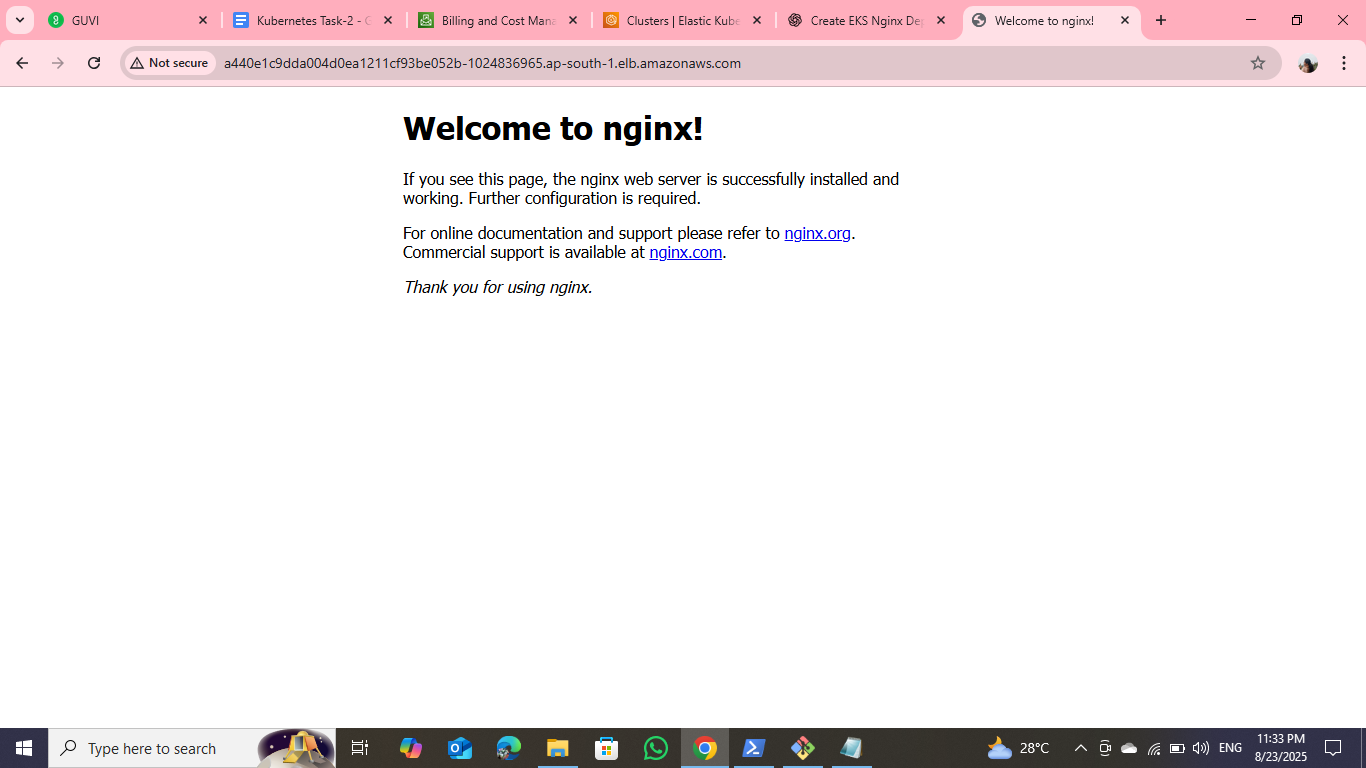 GUVI
Kubernetes Task-2 - G
Billing and Cost Mana
Clusters | Elastic Kube
Create EKS Nginx De
Welcome to nginx!
Not secure
a440e1c9dda004d0ea1211cf93be052b-1024836965.ap-south-1.elb.amazonaws.com
Welcome to nginx!
If you see this page, the nginx web server is successfully installed and
working. Further configuration is required.
For online documentation and support please refer to nginx.org.
Commercial support is available at nginx.com.
Thank you for using nginx.
Type here to search
28°C
ENG
11:33 PM
8/23/2025